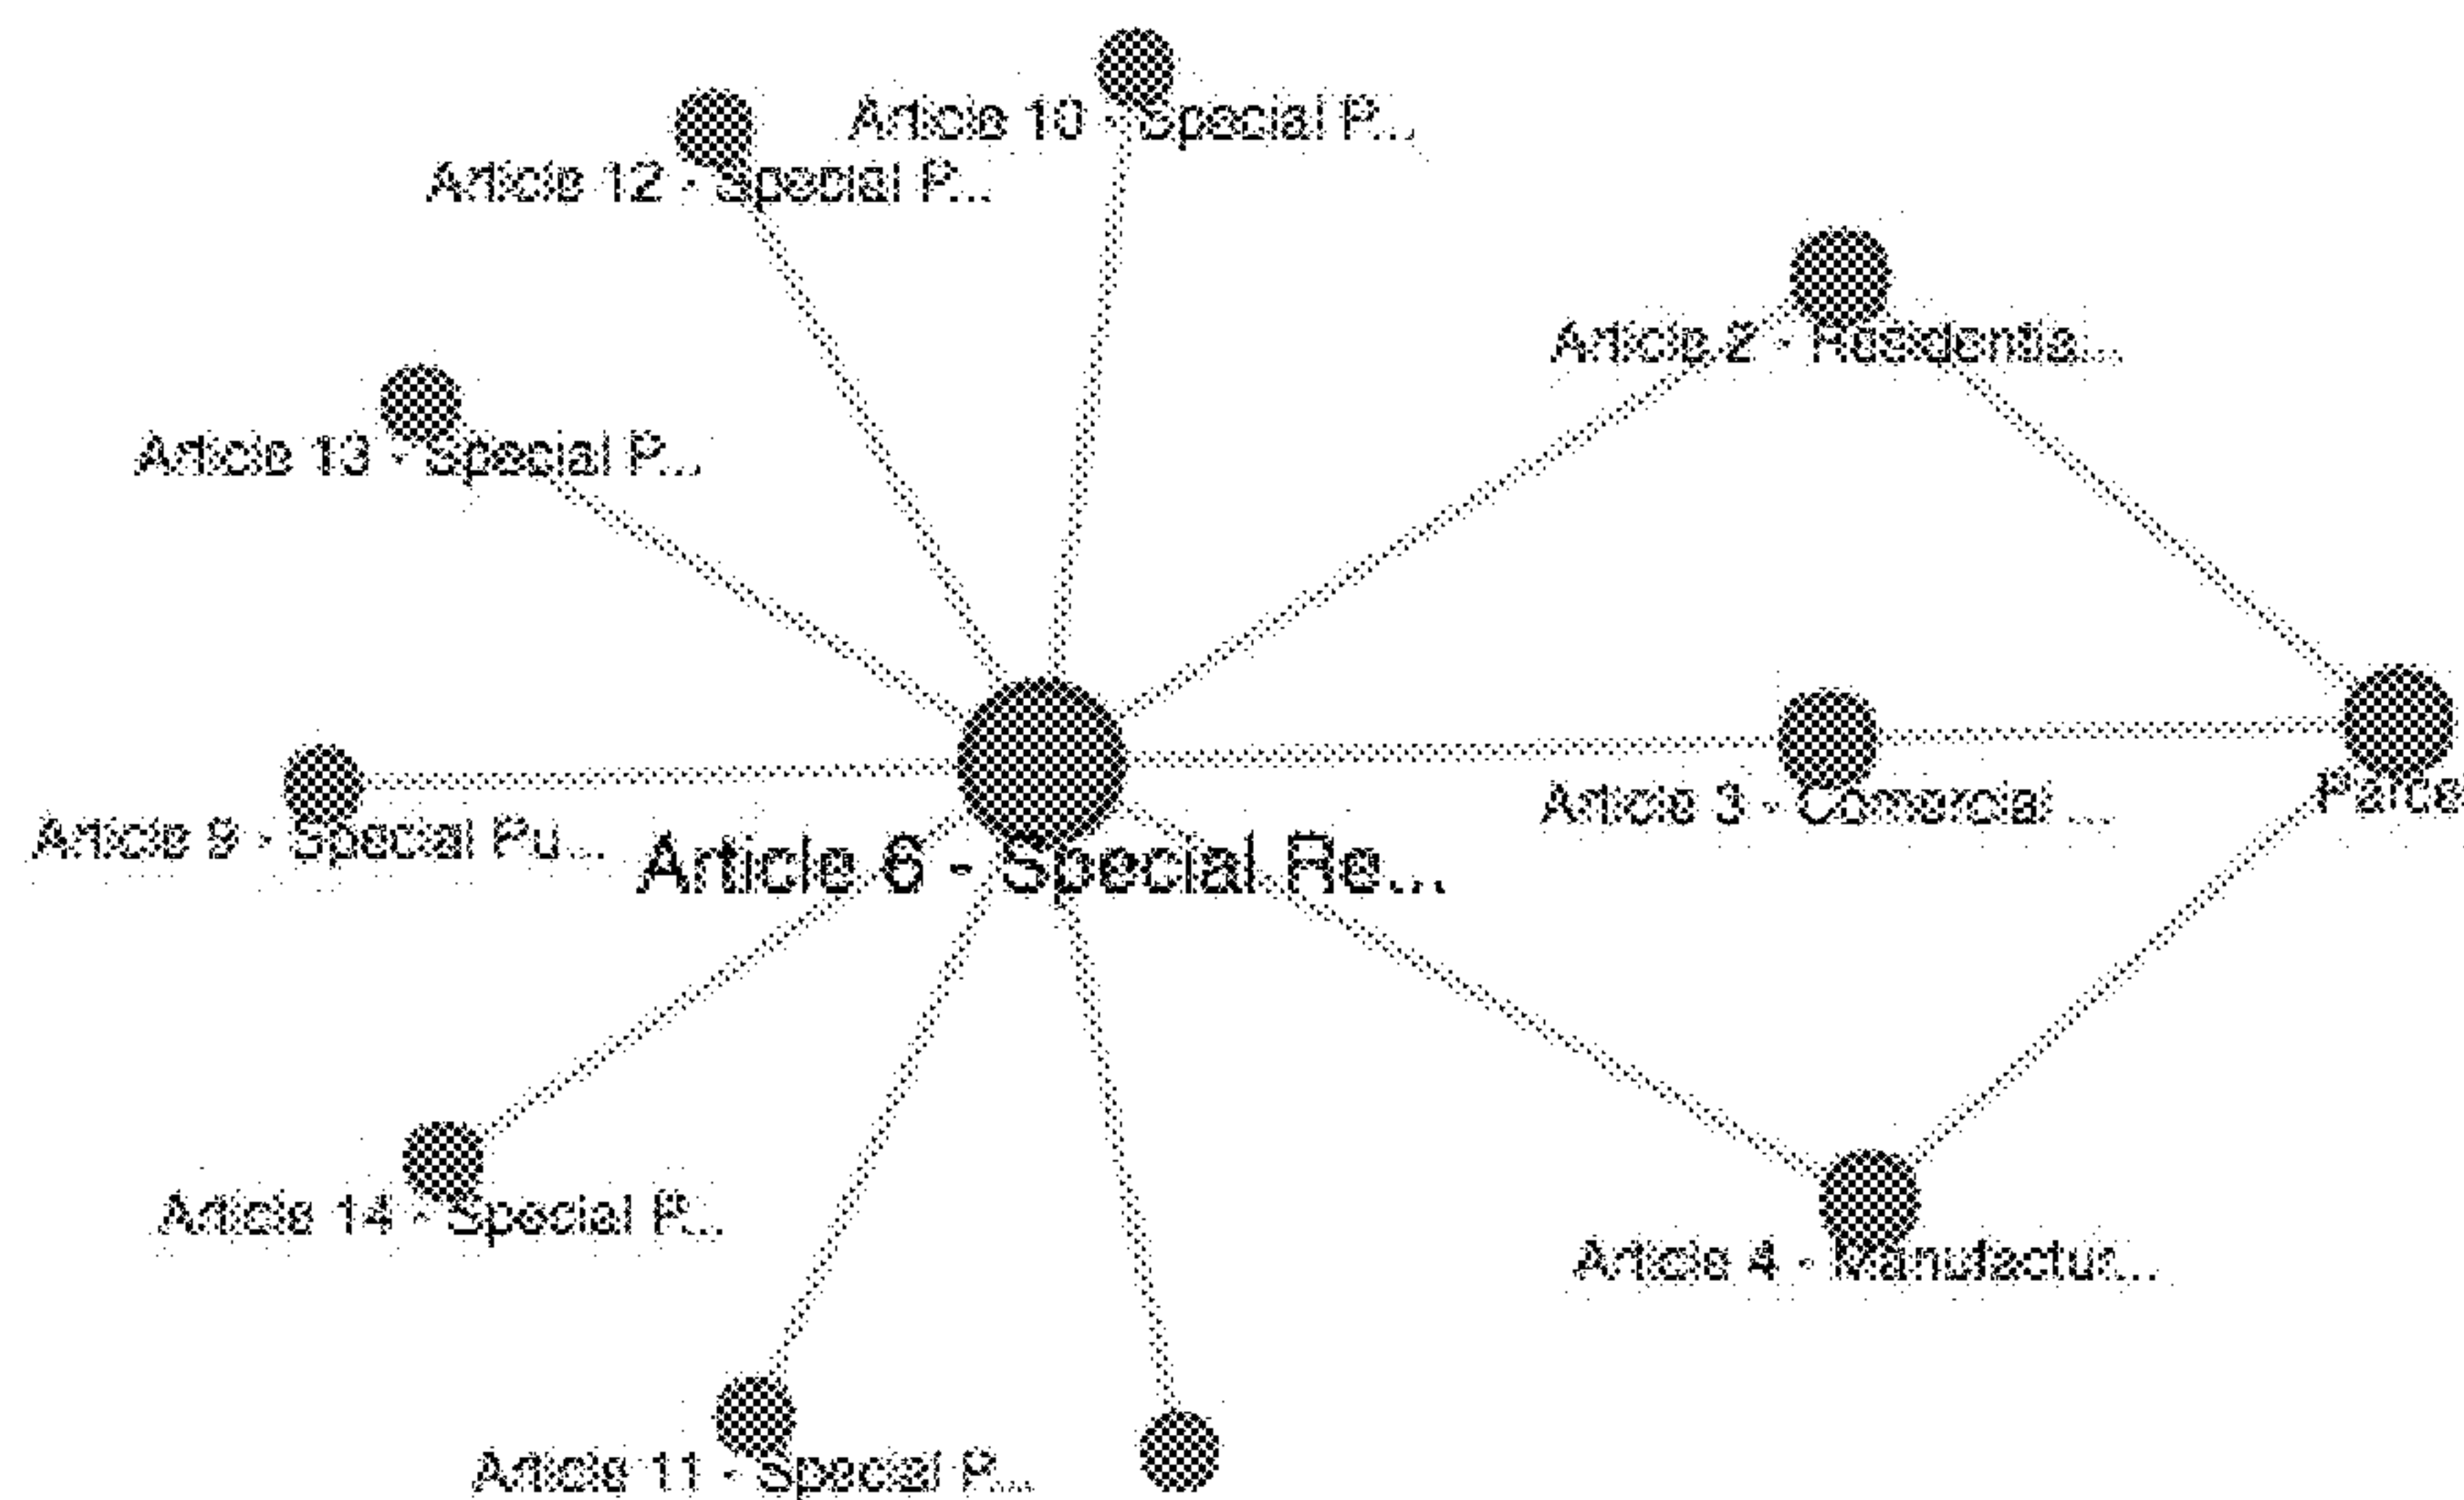 Article 10 - Special P...
Article 12 - Special P...
Article 2 - Residentia...
Article 13 - Special P...
Article 3 - Comercial ...
Parce
Article 9 - Special Pu...
Article 6 - Special Re...
Article 14 - Special P...
Article 4 - Manufactur...
Article 11 - Special P...